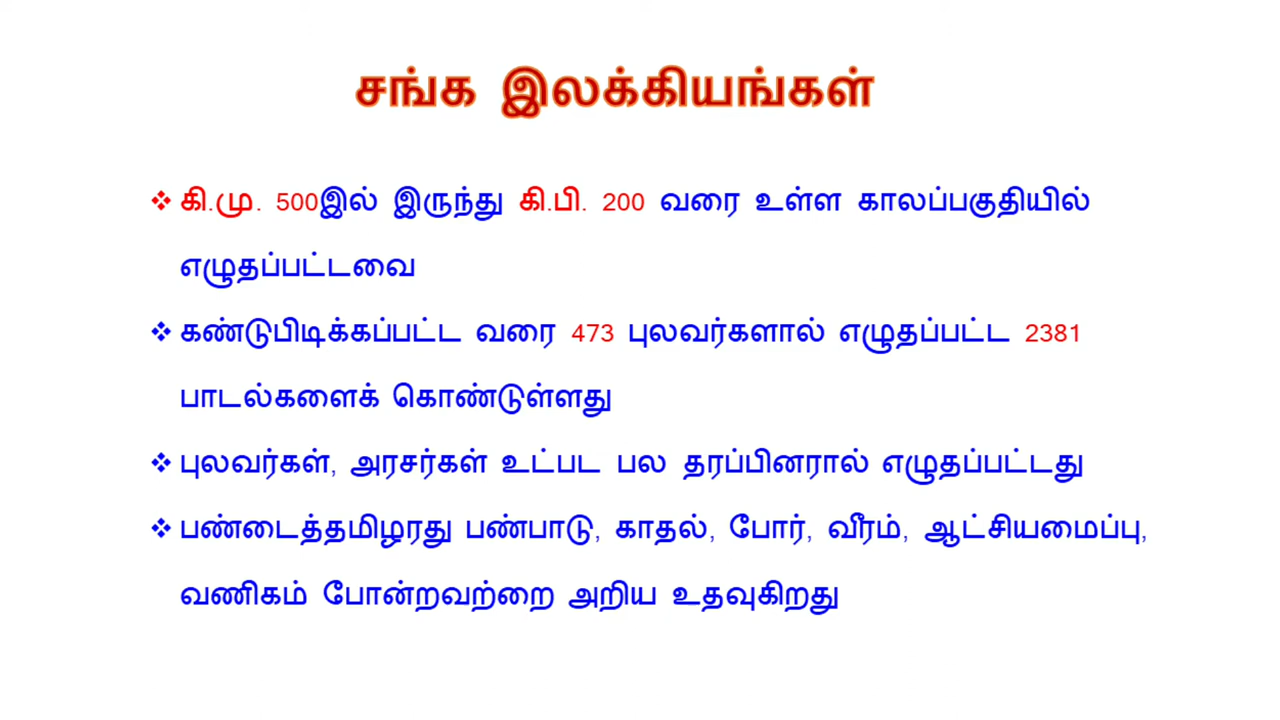 சங்க இலக்கியங்கள்
❖ கி.மு. 500இல் இருந்து கி.பி. 200 வரை உள்ள காலப்பகுதியில்
எழுதப்பட்டவை
❖ கண்டுபிடிக்கப்பட்ட வரை 473 புலவர்களால் எழுதப்பட்ட 2381
பாடல்களைக் கொண்டுள்ளது
❖ புலவர்கள், அரசர்கள் உட்பட பல தரப்பினரால் எழுதப்பட்டது
❖ பண்டைத்தமிழரது பண்பாடு, காதல், போர், வீரம், ஆட்சியமைப்பு,
வணிகம் போன்றவற்றை அறிய உதவுகிறது